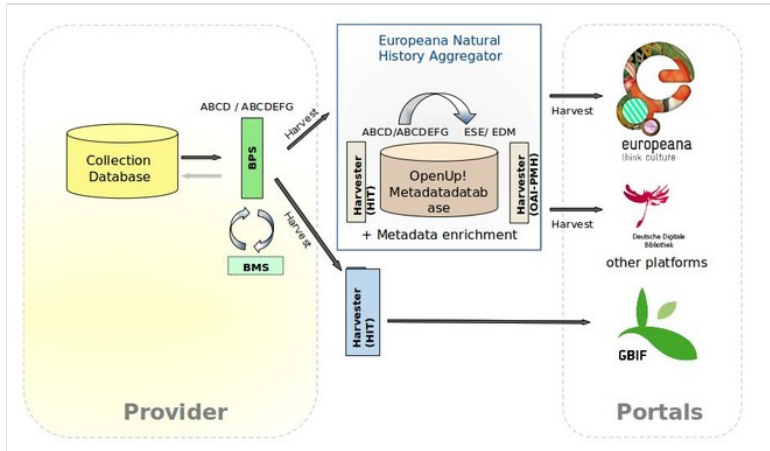 Europeana Natural
History Aggregator
ABCD / ABCDEFG
Collection
Database
BPS
BMS
Harvest
Harvest
ABCD/ABCDEFG
ESE/ EDM
Harvester
(HIT)
OpenUp!
Metadatadatab
ase
Harvester
(OAI-PMH)
+ Metadata enrichment
Harvester
(HIT)
Harvest
Harvest
europeana
think culture
Deutsche Digitale
Bibliothek
other platforms
GBIF
Provider
Portals